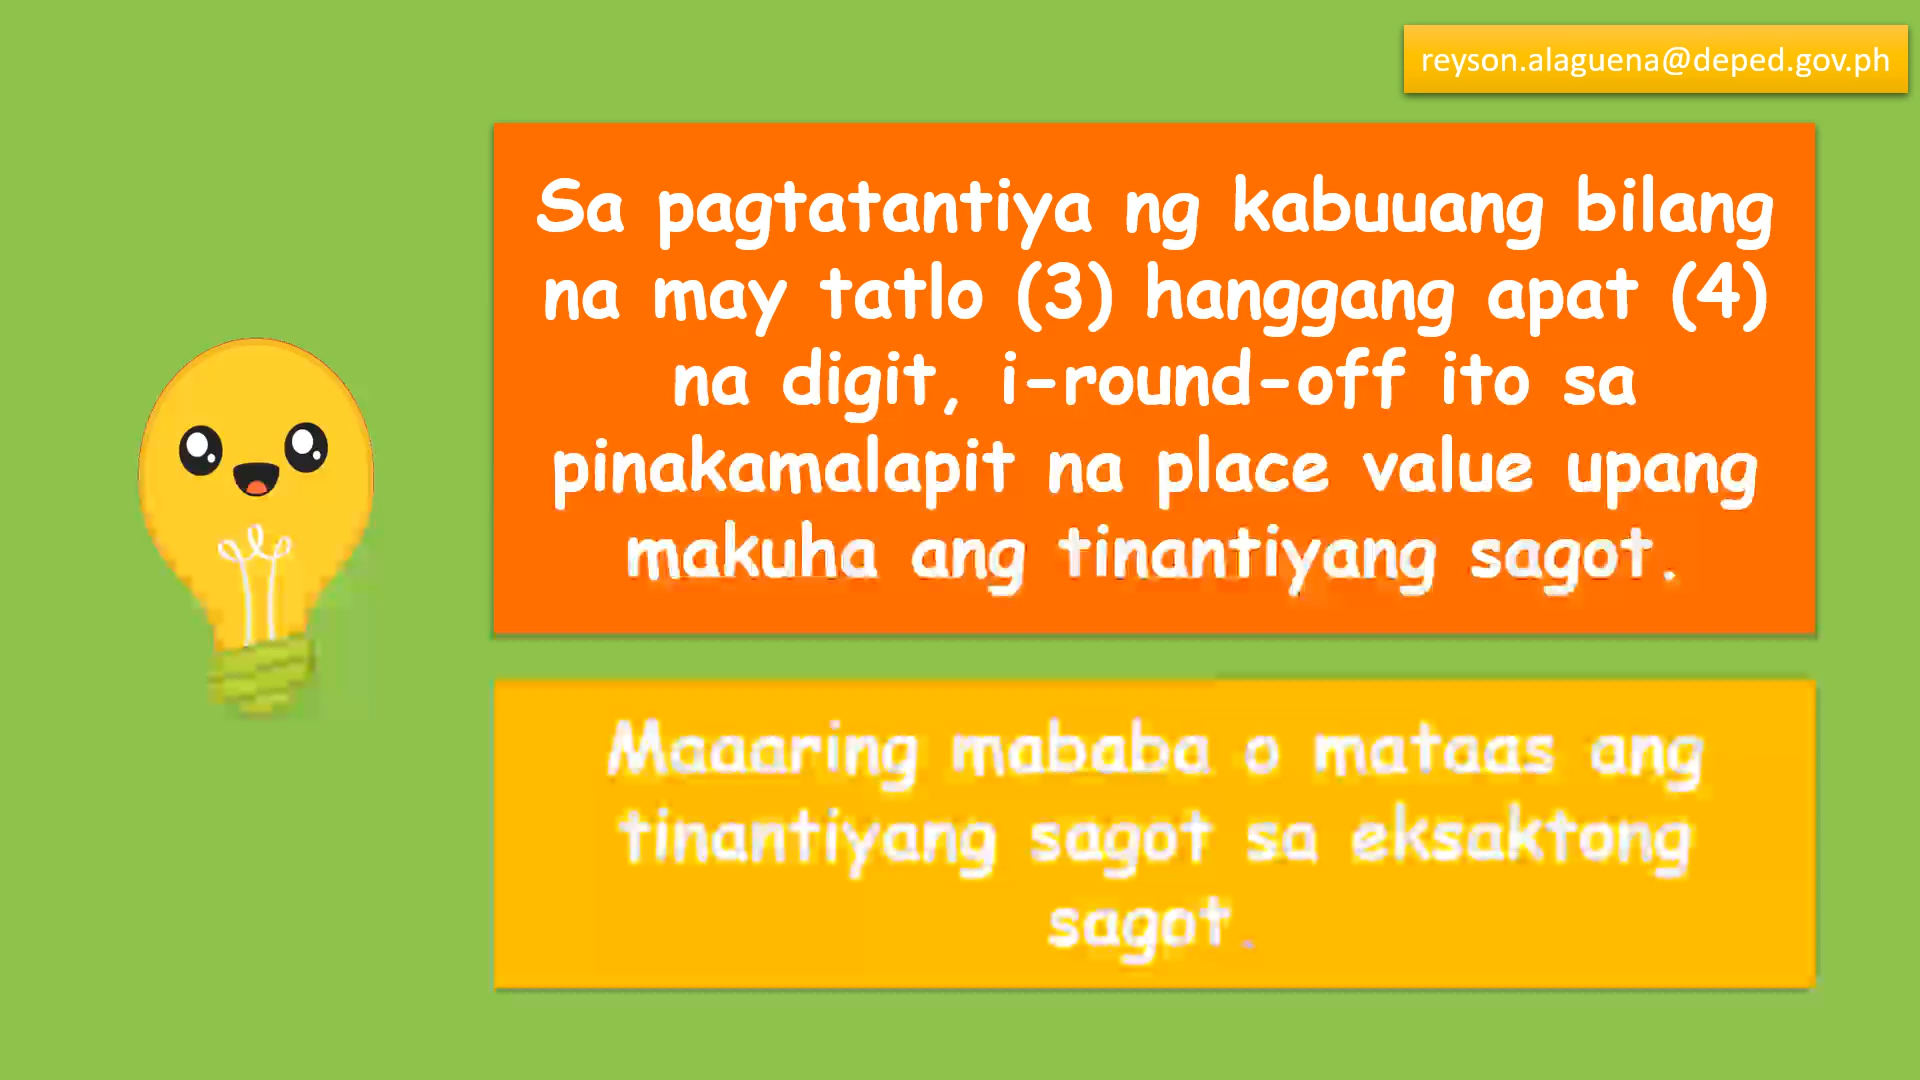 reyson.alaguena@deped.gov.ph
Sa pagtatantiya ng kabuuang bilang
na may tatlo (3) hanggang apat (4)
na digit, i-round-off ito sa
pinakamalapit na place value upang
makuha ang tinantiyang sagot.
Maaaring mababa o mataas ang
tinantiyang sagot sa eksaktong
sagot.